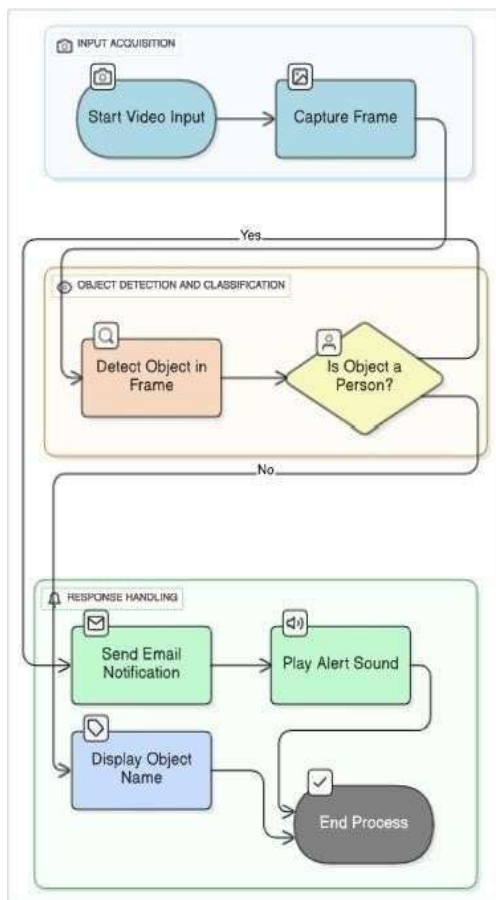 INPUT ACQUISITION
Start Video Input
Capture Frame
Yes
OBJECT DETECTION AND CLASSIFICATION
Detect Object in
Frame
Is Object a
Person?
No
RESPONSE HANDLING
Send Email
Notification
Play Alert Sound
Display Object
Name
End Process